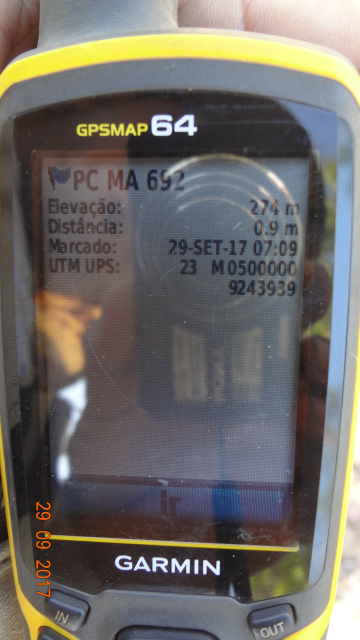 GPSMAP 64
PC MA 692
Elevação: 274 m
Distância: 0.9 m
Marcado: 29-SET-17 07:09
UTM UPS: 23 M 0500000
9243939
Ir
29 09 2017
GARMIN
IN
OUT